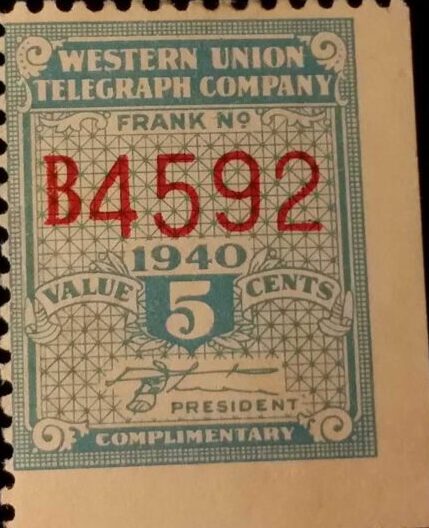 WESTERN UNION
TELEGRAPH COMPANY
FRANK Nº
B4592
1940
VALUE 5 CENTS
PRESIDENT
COMPLIMENTARY